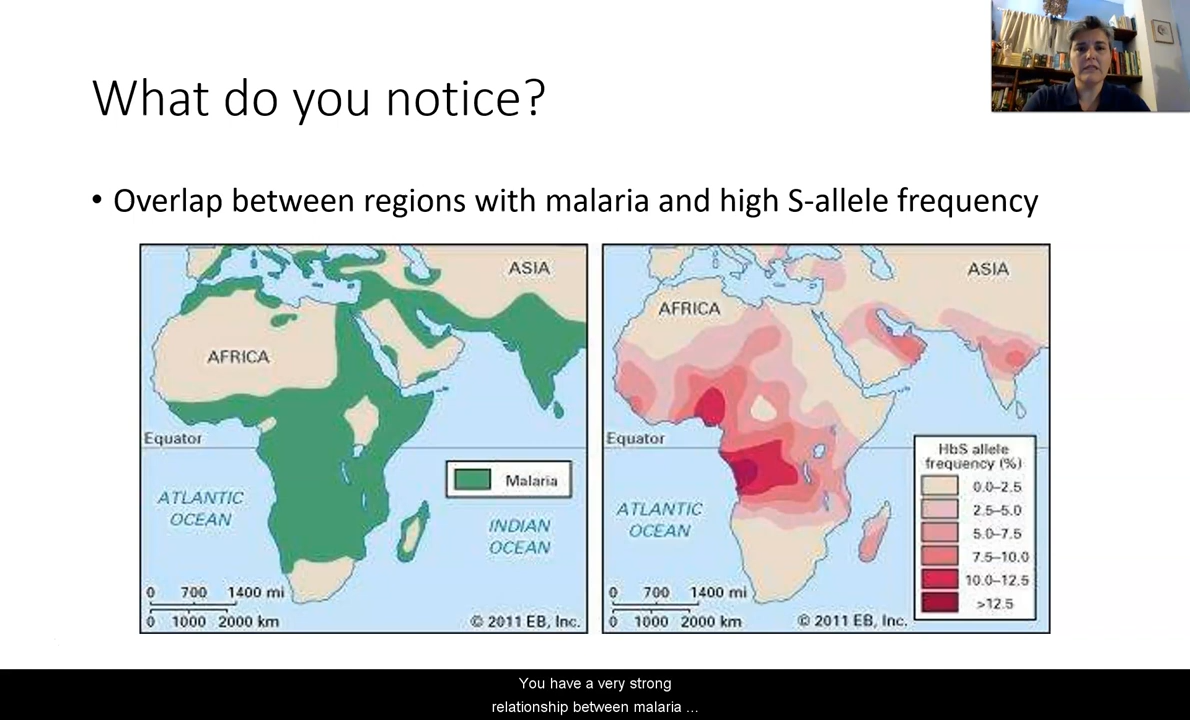 What do you notice?
• Overlap between regions with malaria and high S-allele frequency
ASIA
AFRICA
Equator
Malaria
ATLANTIC
OCEAN
INDIAN
OCEAN
0 700 1400 mi
0 1000 2000 km
© 2011 EB, Inc.
ASIA
AFRICA
Equator
HbS allele
frequency (%)
0.0–2.5
2.5–5.0
5.0–7.5
7.5–10.0
10.0–12.5
>12.5
ATLANTIC
OCEAN
0 700 1400 mi
0 1000 2000 km
© 2011 EB, Inc.
You have a very strong
relationship between malaria ...